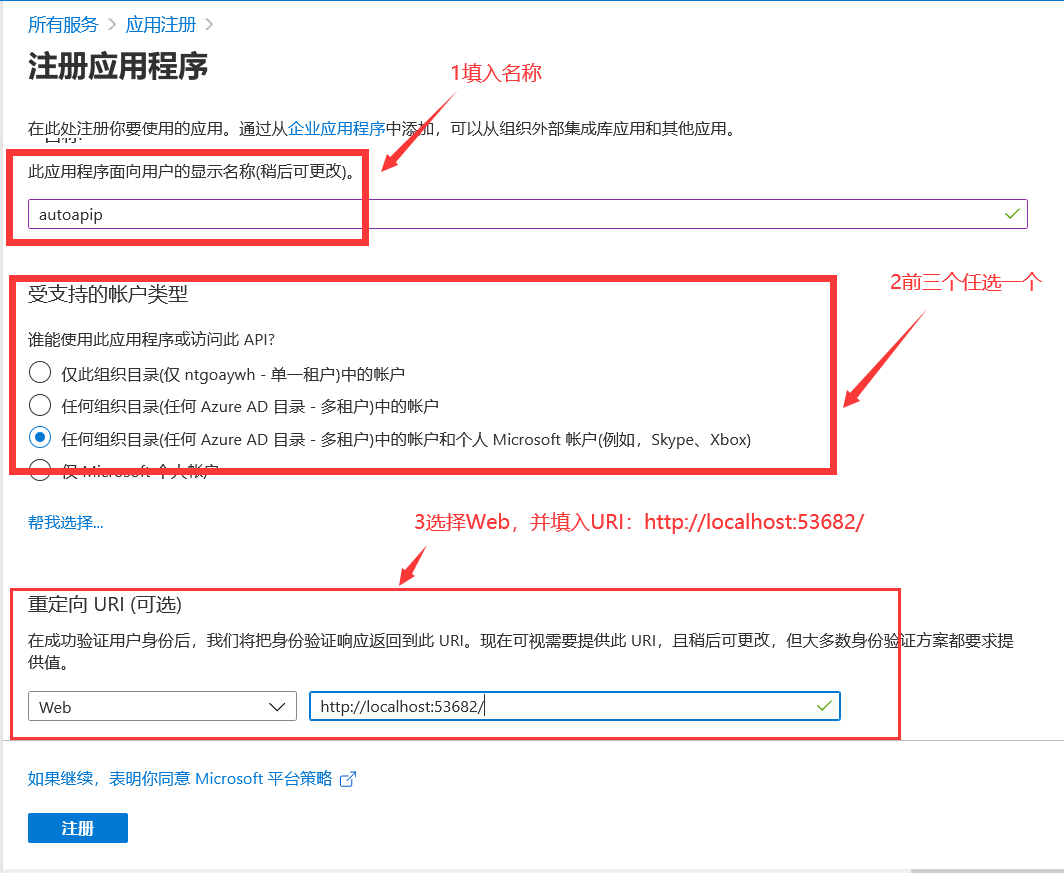 所有服务 > 应用注册 >
注册应用程序
1填入名称
在此处注册你要使用的应用。通过从企业应用程序中添加，可以从组织外部集成库应用和其他应用。
此应用程序面向用户的显示名称(稍后可更改)。
autoapip
2前三个任选一个
受支持的帐户类型
谁能使用此应用程序或访问此 API?
仅此组织目录(仅 ntgoaywh - 单一租户)中的帐户
任何组织目录(任何 Azure AD 目录 - 多租户)中的帐户
任何组织目录(任何 Azure AD 目录 - 多租户)中的帐户和个人 Microsoft 帐户(例如，Skype、Xbox)
仅 Microsoft 个人帐户
帮我选择...
3选择Web，并填入URI：http://localhost:53682/
重定向 URI (可选)
在成功验证用户身份后，我们将把身份验证响应返回到此 URI。现在可视需要提供此 URI，且稍后可更改，但大多数身份验证方案都要求提
供值。
Web
http://localhost:53682/
如果继续，表明你同意 Microsoft 平台策略
注册